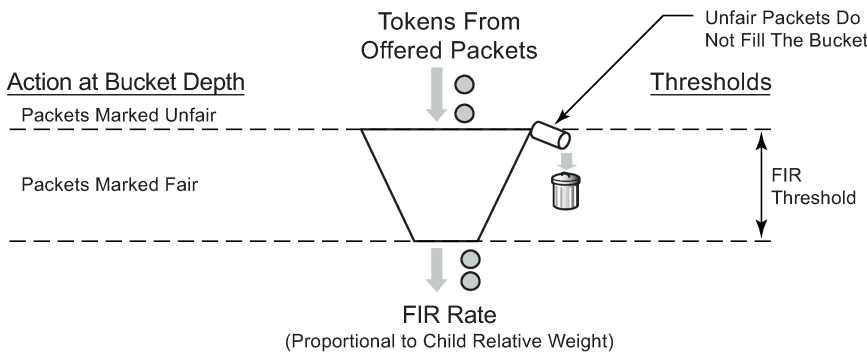 Tokens From
Offered Packets
Unfair Packets Do
Not Fill The Bucket
Action at Bucket Depth
Thresholds
Packets Marked Unfair
Packets Marked Fair
FIR
Threshold
FIR Rate
(Proportional to Child Relative Weight)